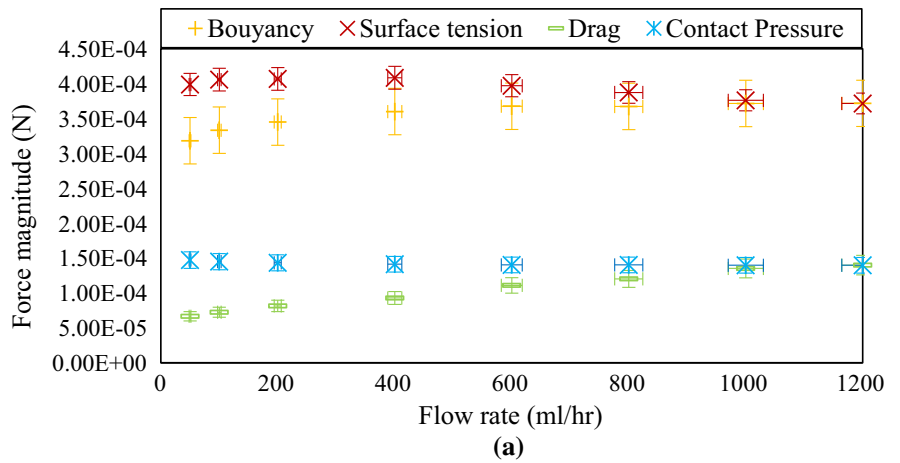 Bouyancy Surface tension Drag Contact Pressure
4.50E-04
4.00E-04
3.50E-04
3.00E-04
2.50E-04
2.00E-04
1.50E-04
1.00E-04
5.00E-05
0.00E+00
Force magnitude (N)
0 200 400 600 800 1000 1200
Flow rate (ml/hr)
(a)